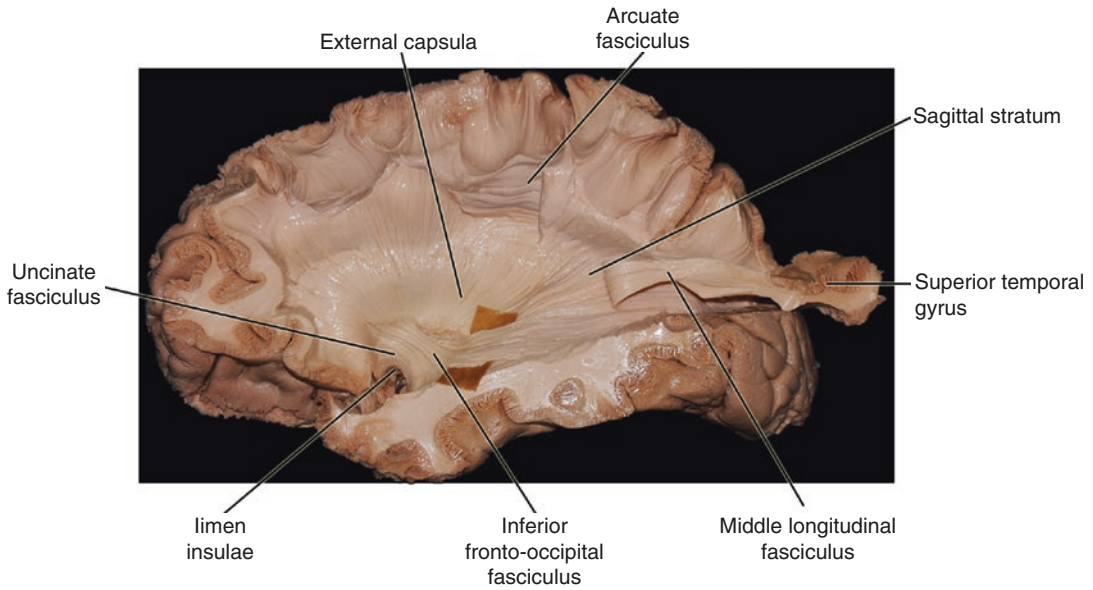 Arcuate
fasciculus
External capsula
Sagittal stratum
Uncinate
fasciculus
Superior temporal
gyrus
limen
insulae
Inferior
fronto-occipital
fasciculus
Middle longitudinal
fasciculus